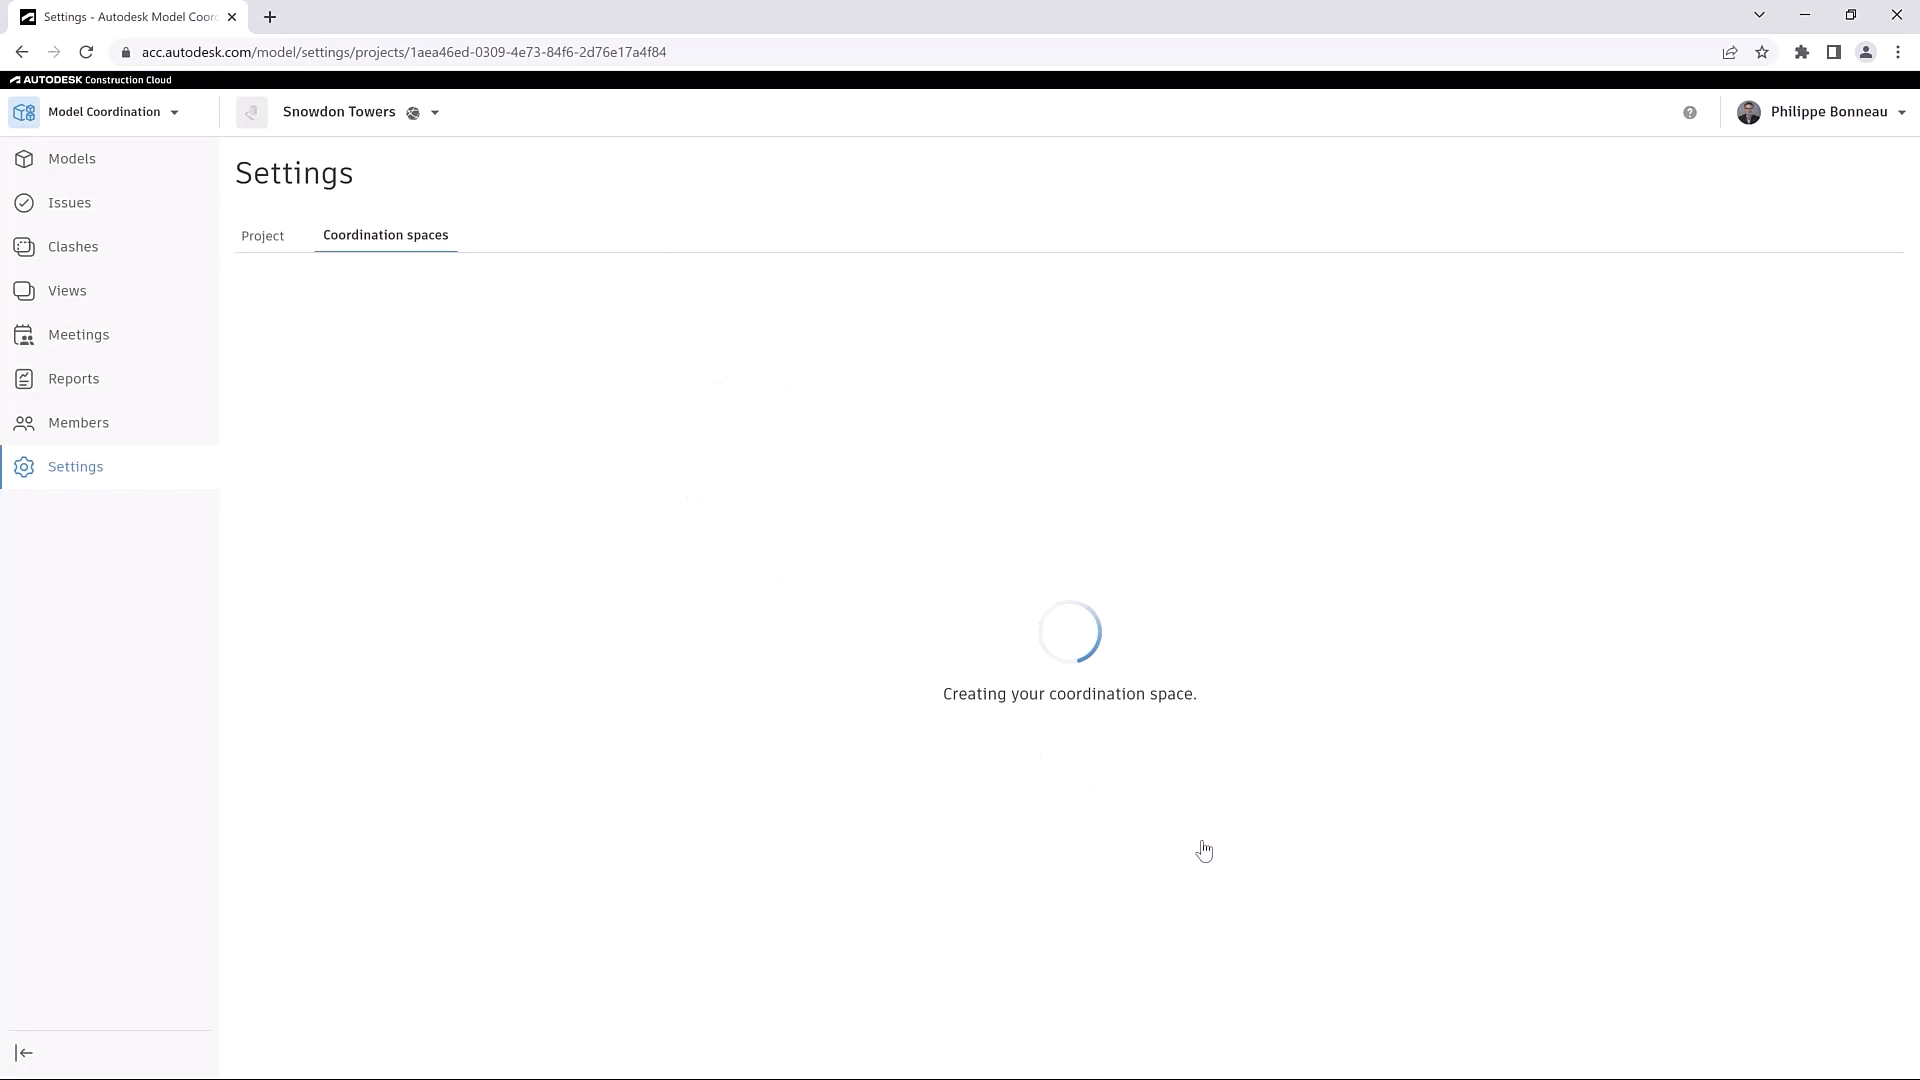 Settings - Autodesk Model Coor
acc.autodesk.com/model/settings/projects/1aea46ed-0309-4e73-84f6-2d76e17a4f84
AUTODESK Construction Cloud
Model Coordination
Snowdon Towers
Philippe Bonneau
Models
Issues
Clashes
Views
Meetings
Reports
Members
Settings
Settings
Project
Coordination spaces
Creating your coordination space.